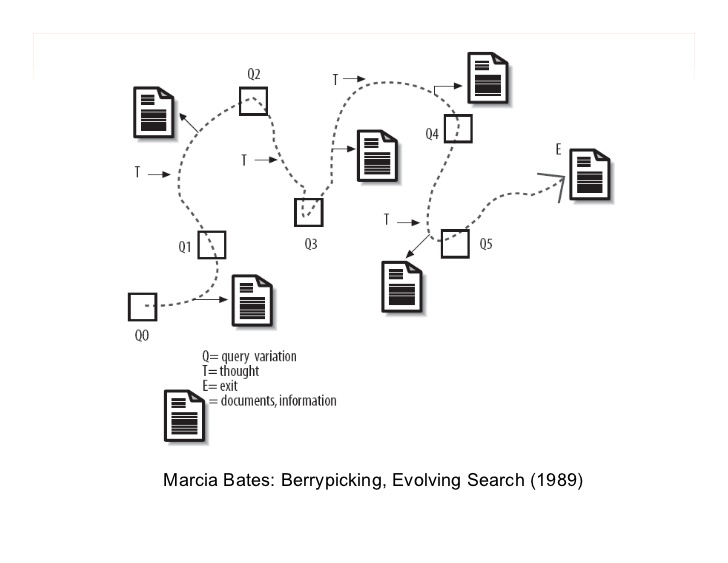 Q2
T
Q4
E
T
T
T
Q1
Q3
Q5
Q0
Q= query variation
T= thought
E= exit
= documents, information
Marcia Bates: Berrypicking, Evolving Search (1989)